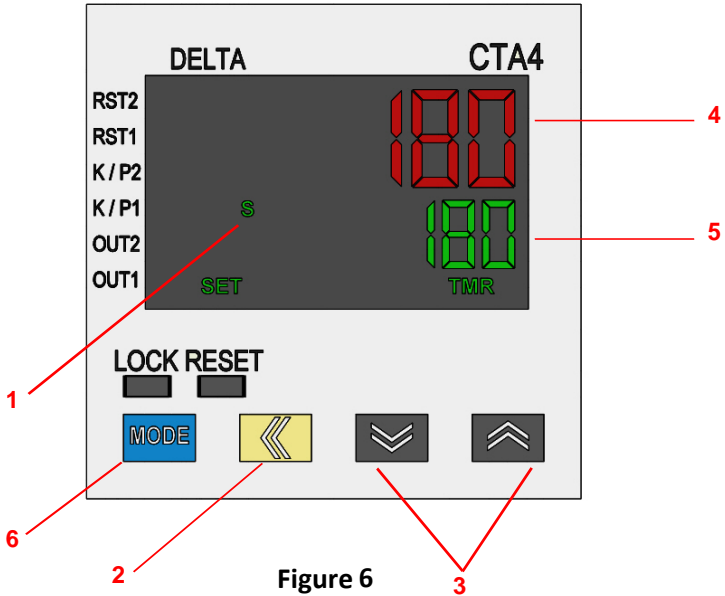 DELTA CTA4
RST2
180
4
RST1
K / P2
K / P1
S
180
5
OUT2
OUT1
SET
TMR
LOCK RESET
1
MODE
6
2
Figure 6
3